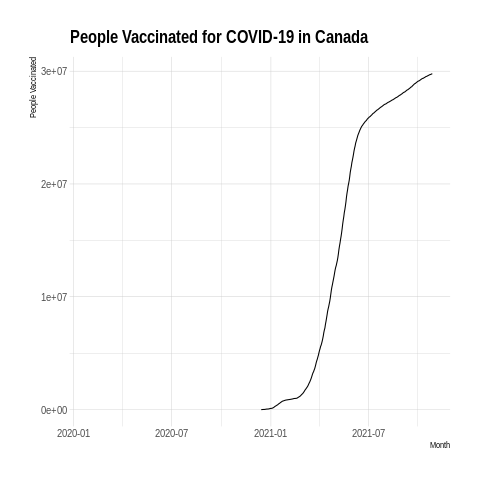 People Vaccinated for COVID-19 in Canada
People Vaccinated
3e+07
2e+07
1e+07
0e+00
2020-01 2020-07 2021-01 2021-07
Month